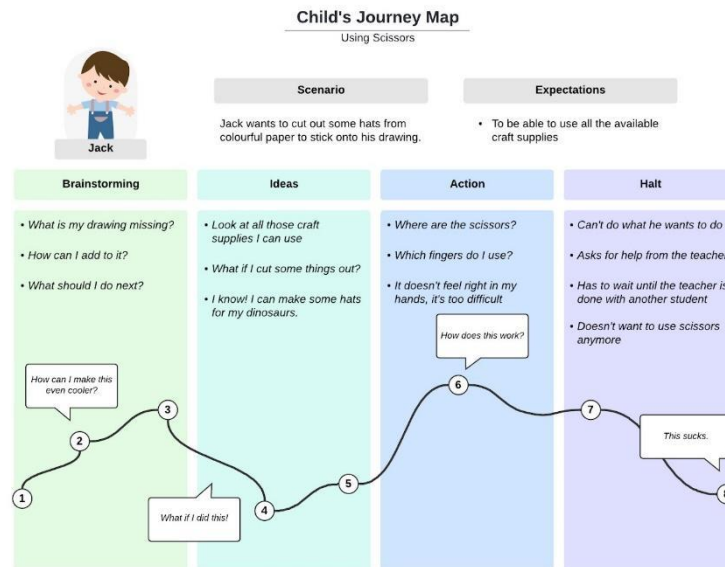 Child's Journey Map
Using Scissors
Jack
Scenario
Jack wants to cut out some hats from
colourful paper to stick onto his drawing.
Expectations
• To be able to use all the available
craft supplies
Brainstorming
• What is my drawing missing?
• How can I add to it?
• What should I do next?
Ideas
• Look at all those craft
supplies I can use
• What if I cut some things out?
• I know! I can make some hats
for my dinosaurs.
Action
• Where are the scissors?
• Which fingers do I use?
• It doesn't feel right in my
hands, it's too difficult
Halt
• Can't do what he wants to do
• Asks for help from the teacher
• Has to wait until the teacher is
done with another student
• Doesn't want to use scissors
anymore
How can I make this
even cooler?
What if I did this!
How does this work?
This sucks.
1
2
3
4
5
6
7
8